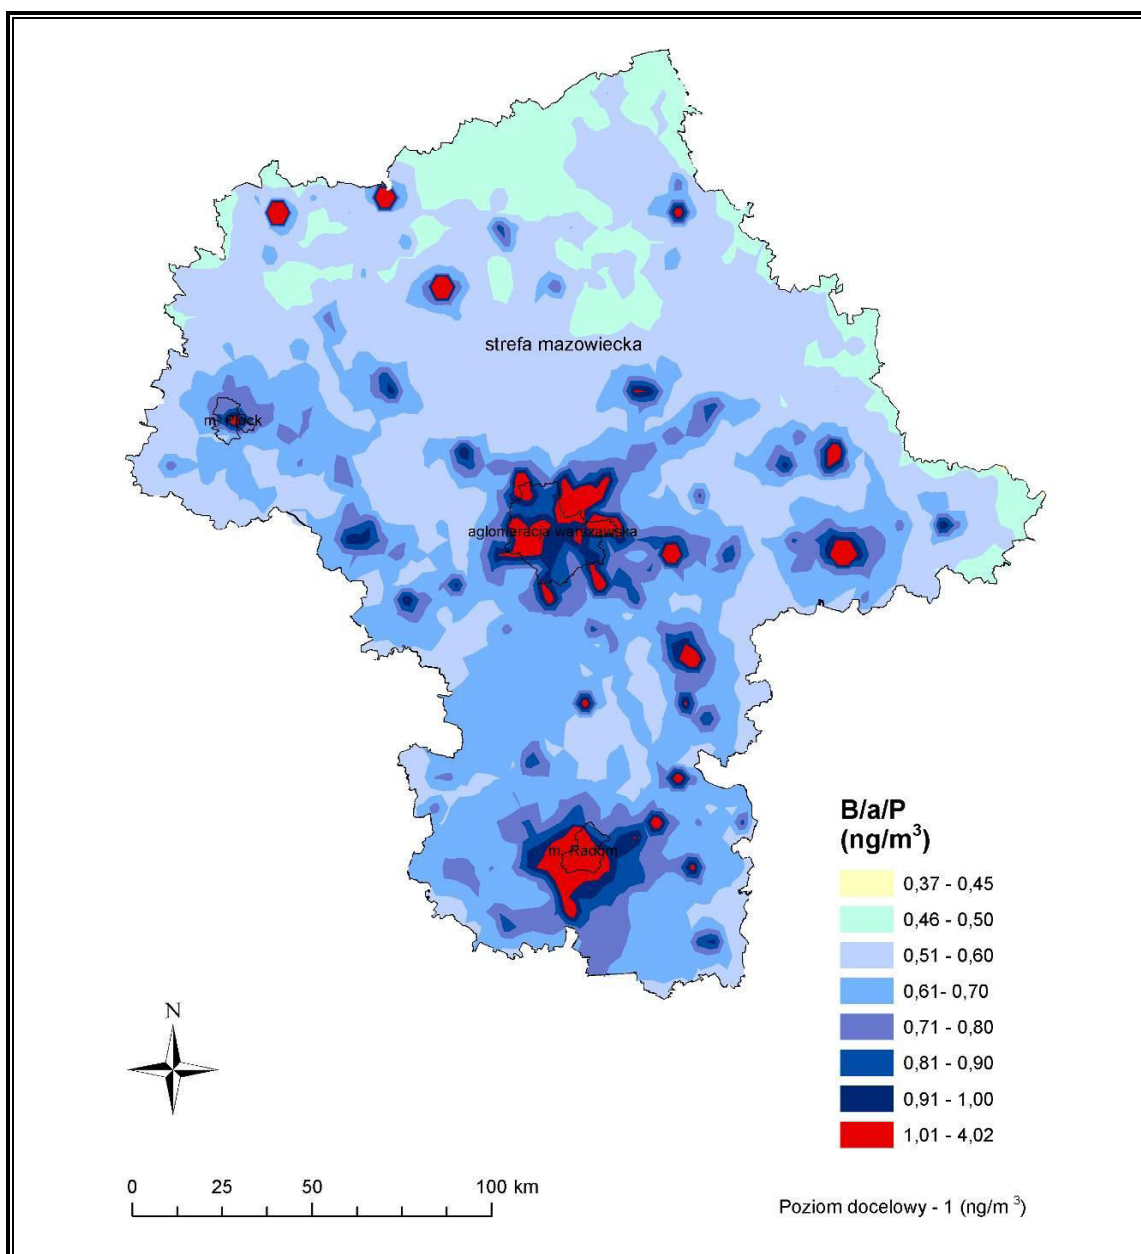 strefa mazowiecka
m. Płock
aglomeracja warszawska
m. Radom
B/a/P
(ng/m³)
0,37 - 0,45
0,46 - 0,50
0,51 - 0,60
0,61- 0,70
0,71 - 0,80
0,81 - 0,90
0,91 - 1,00
1,01 - 4,02
N
0 25 50 100 km
Poziom docelowy - 1 (ng/m ³)